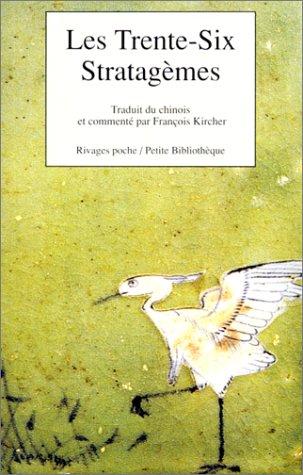 Les Trente-Six
Stratagèmes
Traduit du chinois
et commenté par François Kircher
Rivages poche / Petite Bibliothèque